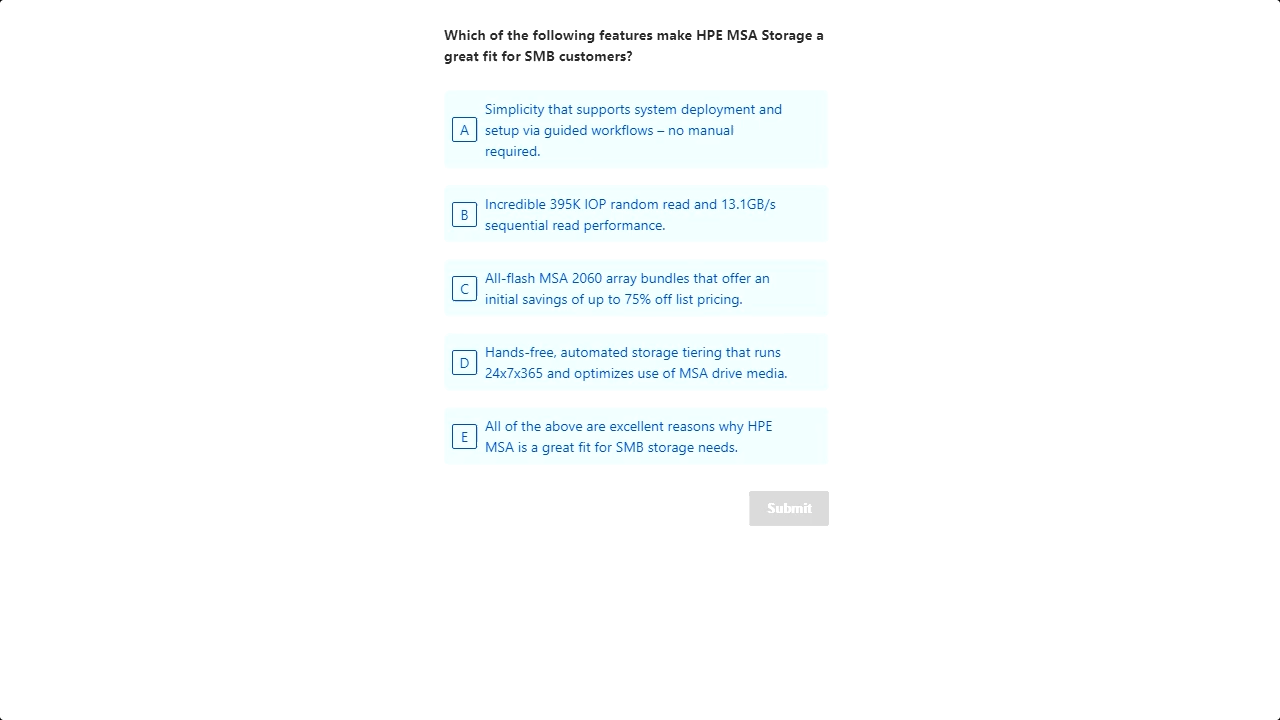 Which of the following features make HPE MSA Storage a
great fit for SMB customers?
A
Simplicity that supports system deployment and
setup via guided workflows – no manual
required.
B
Incredible 395K IOP random read and 13.1GB/s
sequential read performance.
C
All-flash MSA 2060 array bundles that offer an
initial savings of up to 75% off list pricing.
D
Hands-free, automated storage tiering that runs
24x7x365 and optimizes use of MSA drive media.
E
All of the above are excellent reasons why HPE
MSA is a great fit for SMB storage needs.
Submit